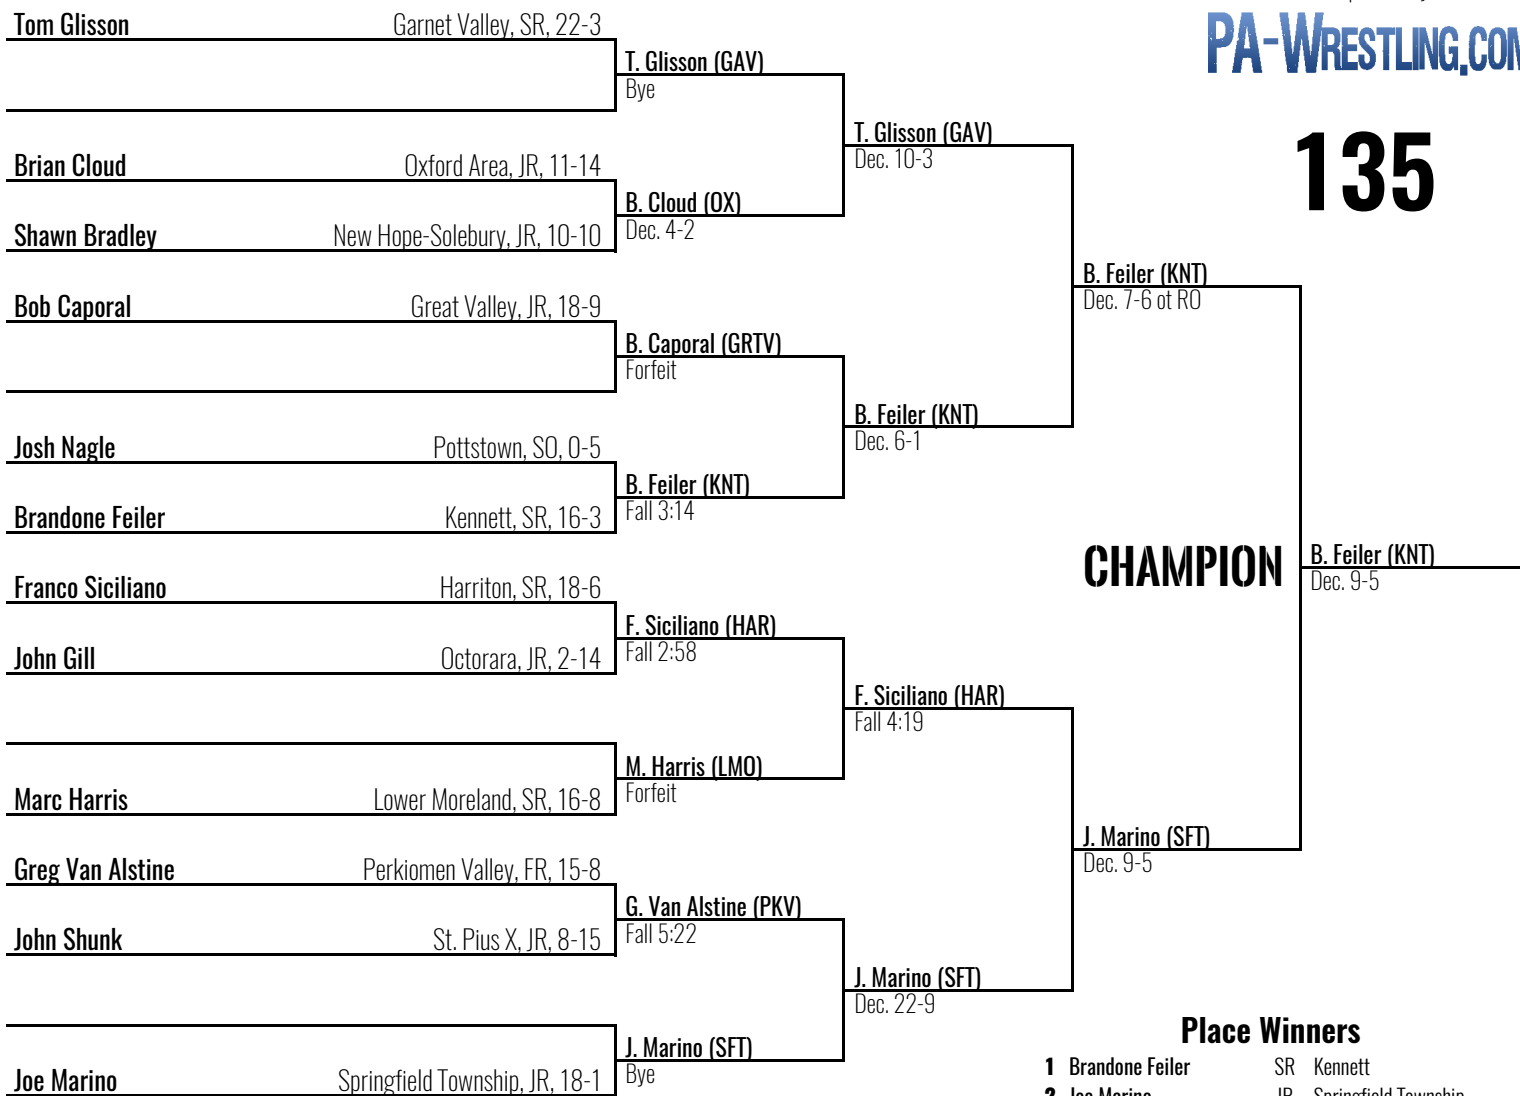 Tom Glisson Garnet Valley, SR, 22-3
T. Glisson (GAV)
Bye
PA-WRESTLING.COM
T. Glisson (GAV)
Dec. 10-3
135
Brian Cloud Oxford Area, JR, 11-14
B. Cloud (OX)
Dec. 4-2
Shawn Bradley New Hope-Solebury, JR, 10-10
B. Feiler (KNT)
Dec. 7-6 ot RO
Bob Caporal Great Valley, JR, 18-9
B. Caporal (GRTV)
Forfeit
B. Feiler (KNT)
Dec. 6-1
Josh Nagle Pottstown, SO, 0-5
B. Feiler (KNT)
Fall 3:14
Brandone Feiler Kennett, SR, 16-3
CHAMPION B. Feiler (KNT)
Dec. 9-5
Franco Siciliano Harriton, SR, 18-6
F. Siciliano (HAR)
Fall 2:58
John Gill Octorara, JR, 2-14
F. Siciliano (HAR)
Fall 4:19
M. Harris (LMO)
Forfeit
Marc Harris Lower Moreland, SR, 16-8
J. Marino (SFT)
Dec. 9-5
Greg Van Alstine Perkiomen Valley, FR, 15-8
G. Van Alstine (PKV)
Fall 5:22
John Shunk St. Pius X, JR, 8-15
J. Marino (SFT)
Dec. 22-9
Place Winners
J. Marino (SFT)
Bye
1 Brandone Feiler SR Kennett
Joe Marino Springfield Township, JR, 18-1
2 Joe Marino JR Springfield Township